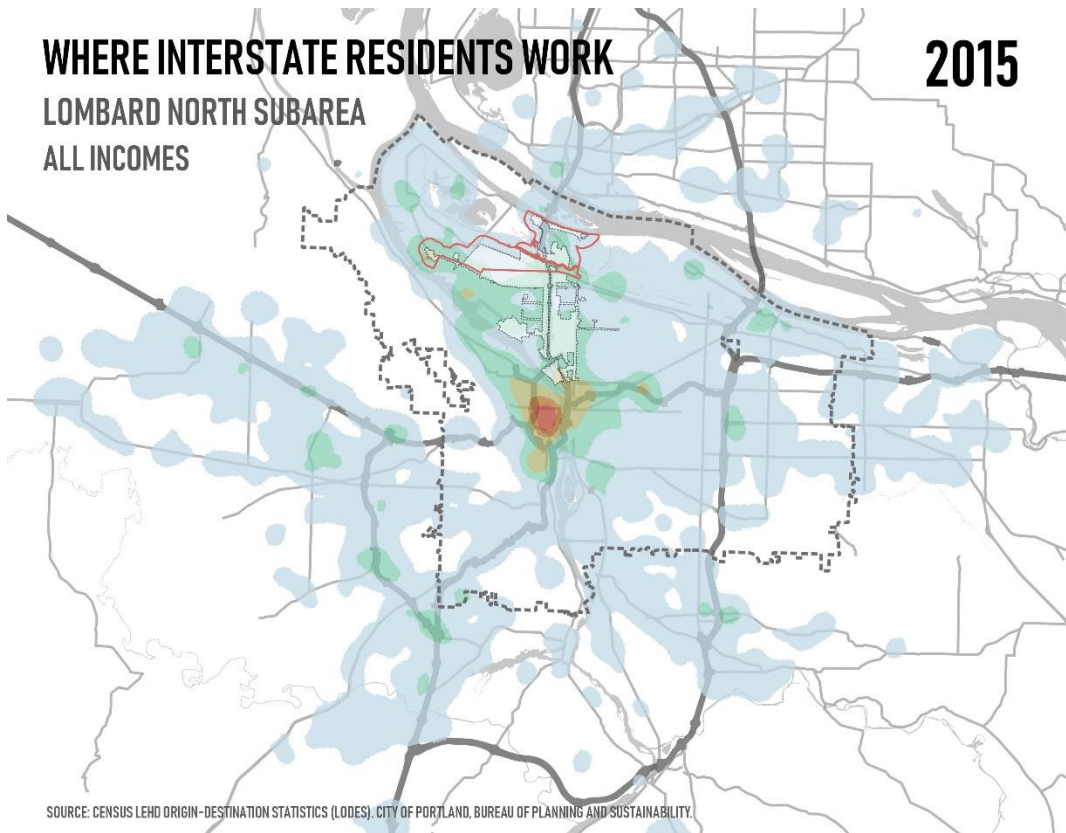 WHERE INTERSTATE RESIDENTS WORK
2015
LOMBARD NORTH SUBAREA
ALL INCOMES
SOURCE: CENSUS LEHD ORIGIN-DESTINATION STATISTICS (LODES). CITY OF PORTLAND, BUREAU OF PLANNING AND SUSTAINABILITY.